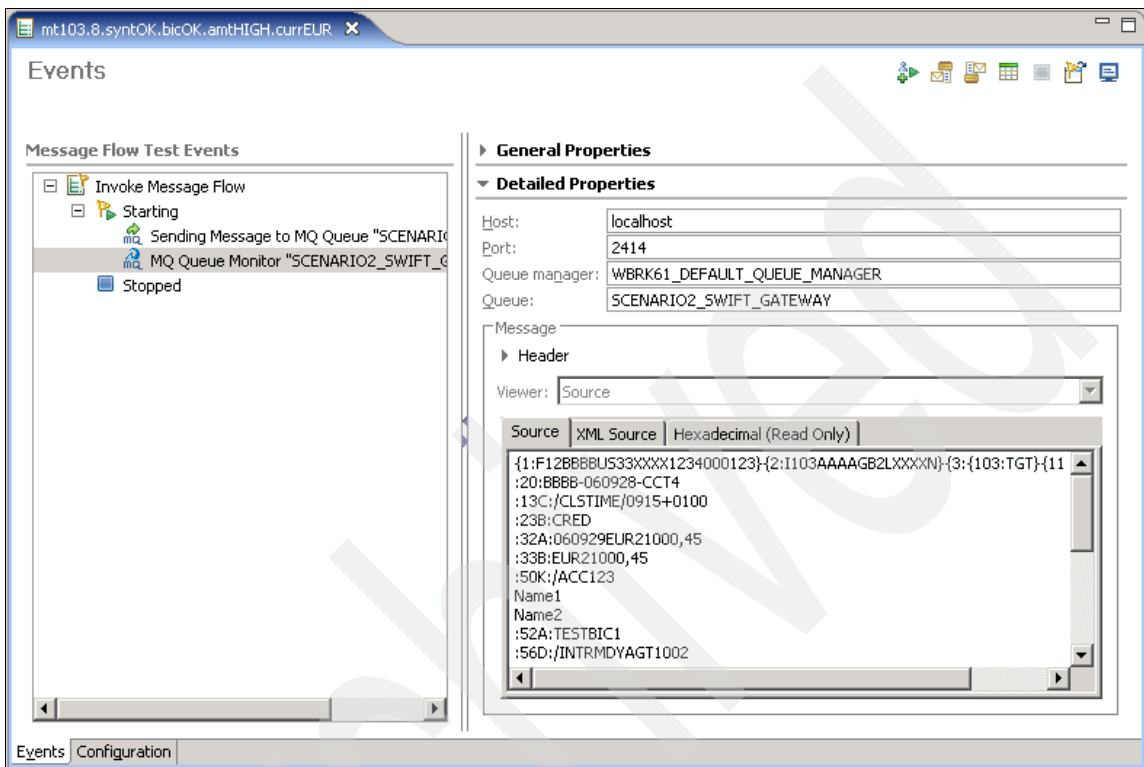 mt103.8.syntOK.bicOK.amtHIGH.currEUR
Events
Message Flow Test Events
Invoke Message Flow
Starting
Sending Message to MQ Queue "SCENARI
MQ Queue Monitor "SCENARIO2_SWIFT_G
Stopped
General Properties
Detailed Properties
Host: localhost
Port: 2414
Queue manager: WBRK61_DEFAULT_QUEUE_MANAGER
Queue: SCENARIO2_SWIFT_GATEWAY
Message
Header
Viewer: Source
Source XML Source Hexadecimal (Read Only)
{1:F12BBBBUS33XXXX1234000123}{2:I103AAAAGB2LXXXXN}{3:{103:TGT}{11
:20:BBBB-060928-CCT4
:13C:/CLSTIME/0915+0100
:23B:CRED
:32A:060929EUR21000,45
:33B:EUR21000,45
:50K:/ACC123
Name1
Name2
:52A:TESTBIC1
:56D:/INTRMDYAGT1002
Events Configuration